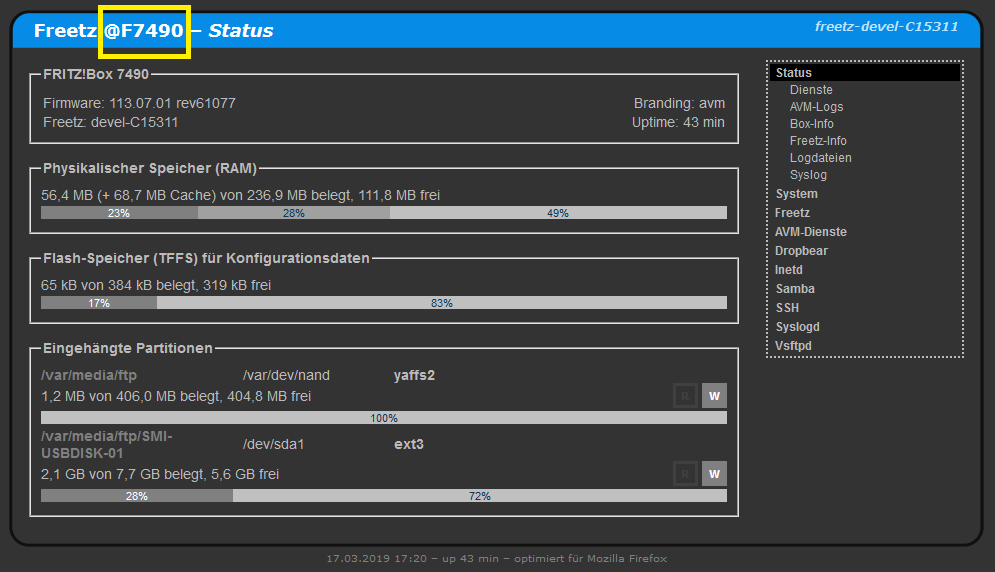 Freetz @F7490 – Status
freetz-devel-C15311
FRITZ!Box 7490
Firmware: 113.07.01 rev61077
Branding: avm
Freetz: devel-C15311
Uptime: 43 min
Physikalischer Speicher (RAM)
56,4 MB (+ 68,7 MB Cache) von 236,9 MB belegt, 111,8 MB frei
23% 28% 49%
Flash-Speicher (TFFS) für Konfigurationsdaten
65 kB von 384 kB belegt, 319 kB frei
17% 83%
Eingehängte Partitionen
/var/media/ftp /var/dev/nand yaffs2
1,2 MB von 406,0 MB belegt, 404,8 MB frei
R W
100%
/var/media/ftp/SMI-
USBDISK-01
/dev/sda1 ext3
2,1 GB von 7,7 GB belegt, 5,6 GB frei
R W
28% 72%
Status
Dienste
AVM-Logs
Box-Info
Freetz-Info
Logdateien
Syslog
System
Freetz
AVM-Dienste
Dropbear
Inetd
Samba
SSH
Syslogd
Vsftpd
17.03.2019 17:20 – up 43 min – optimiert für Mozilla Firefox